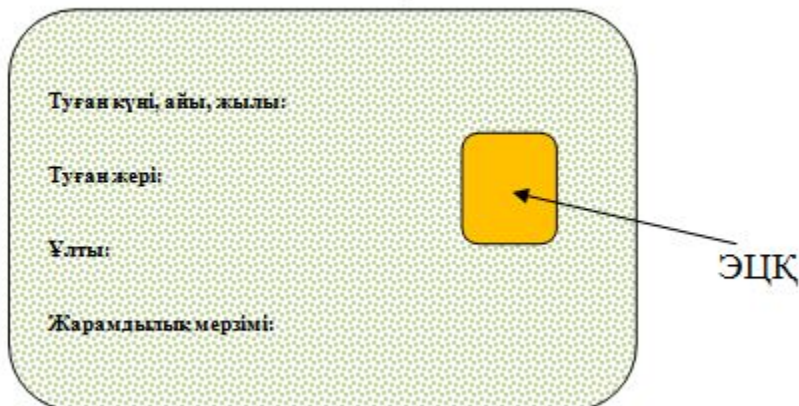 Туған күні, айы, жылы:
Туған жері:
Ұлты:
Жарамдылық мерзімі:
ЭЦҚ